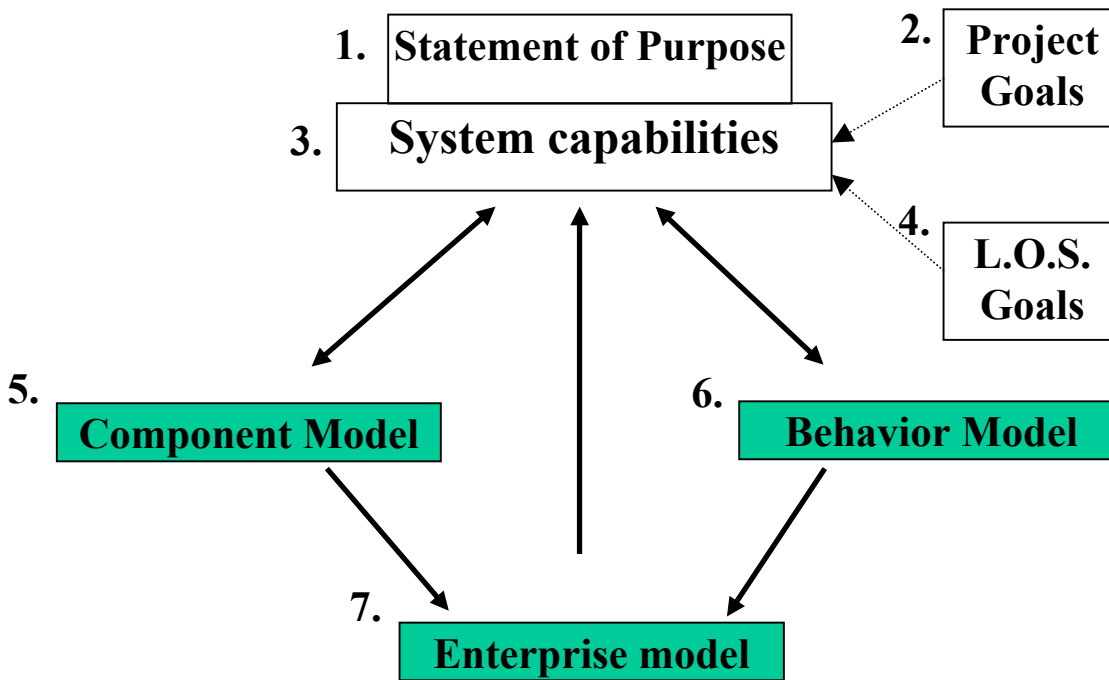 1. Statement of Purpose
2. Project
Goals
3. System capabilities
4. L.O.S.
Goals
5. Component Model
6. Behavior Model
7. Enterprise model